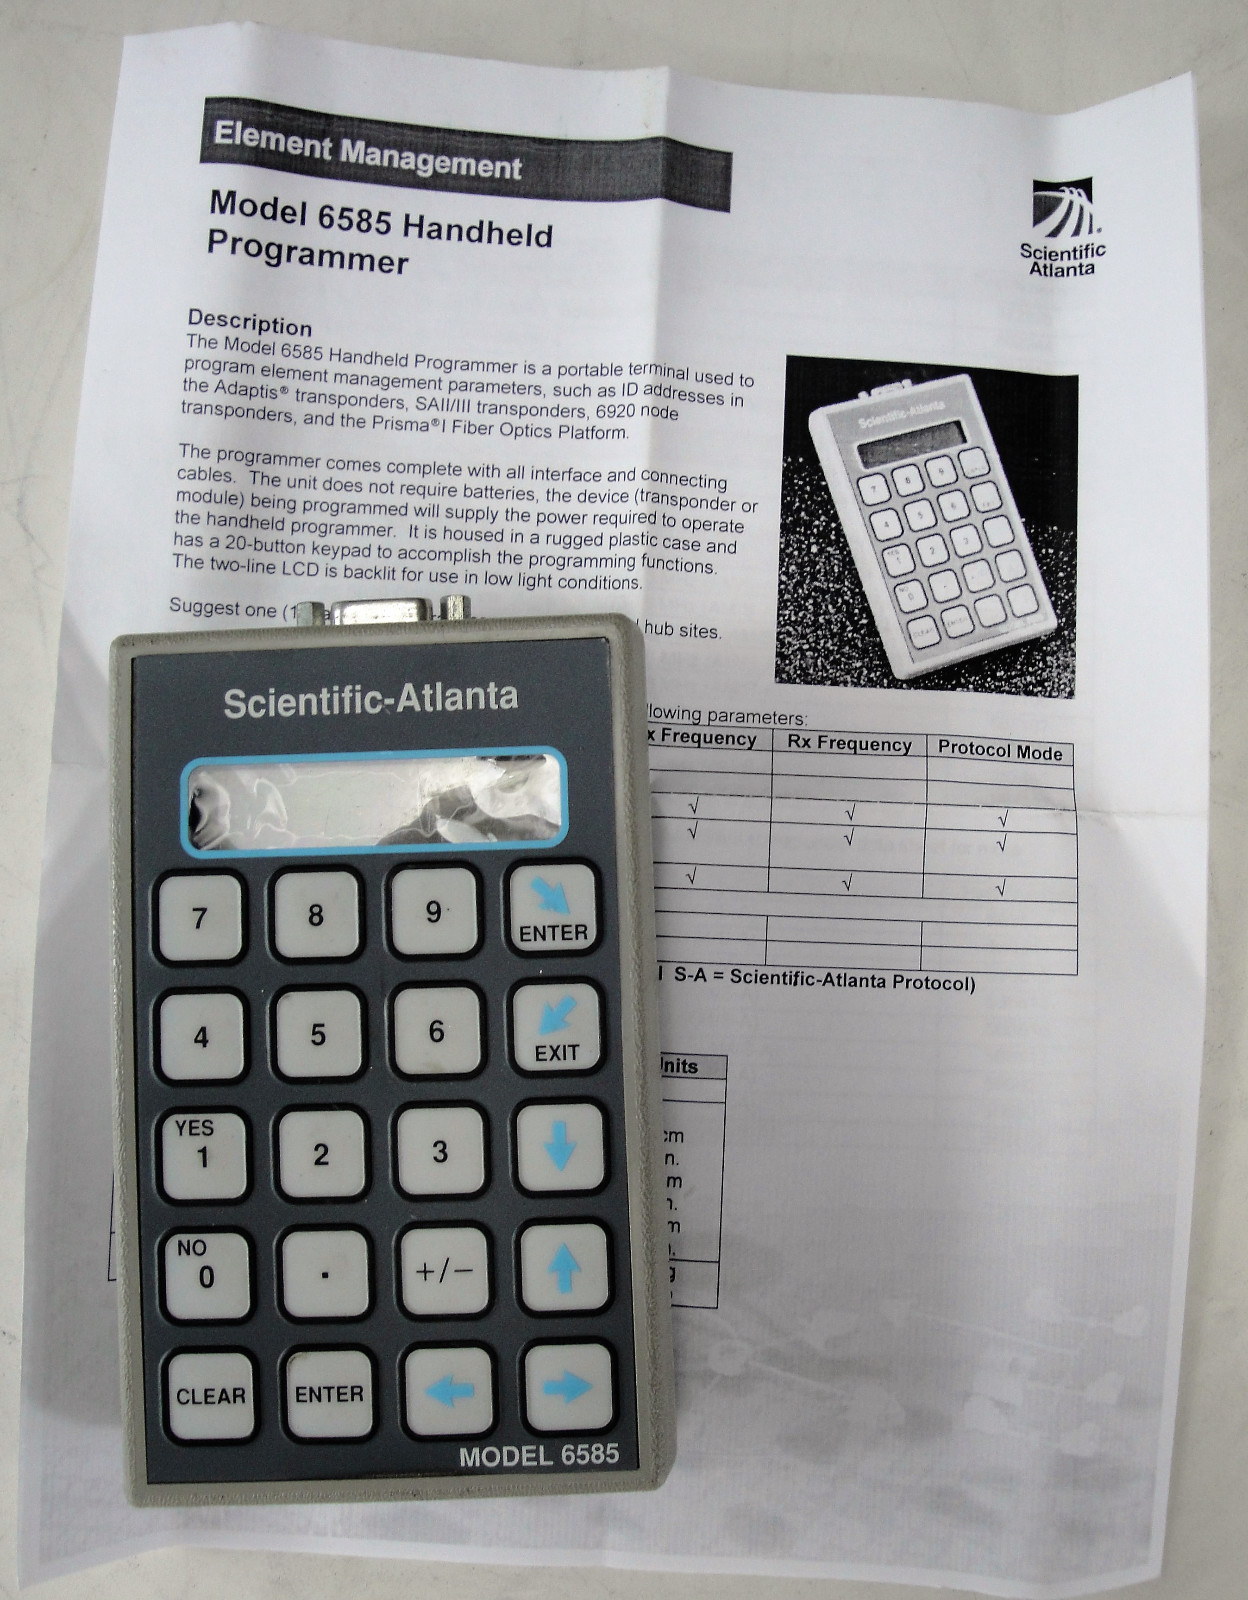 Element Management
Model 6585 Handheld
Programmer
Scientific
Atlanta
Description
The Model 6585 Handheld Programmer is a portable terminal used to
program element management parameters, such as ID addresses in
the Adaptis® transponders, SAII/III transponders, 6920 node
transponders, and the Prisma®I Fiber Optics Platform.
The programmer comes complete with all interface and connecting
cables. The unit does not require batteries, the device (transponder or
module) being programmed will supply the power required to operate
the handheld programmer. It is housed in a rugged plastic case and
has a 20-button keypad to accomplish the programming functions.
The two-line LCD is backlit for use in low light conditions.
Suggest one (1 hub sites.
Scientific-Atlanta
llowing parameters:
x Frequency Rx Frequency Protocol Mode
√ √ √
√ √ √
√ √ √
S-A = Scientific-Atlanta Protocol)
nits
cm
n.
m
n.
m
Scientific-Atlanta
7 8 9 ENTER
4 5 6 EXIT
YES
1 2 3
NO
0 . +/−
CLEAR ENTER
MODEL 6585